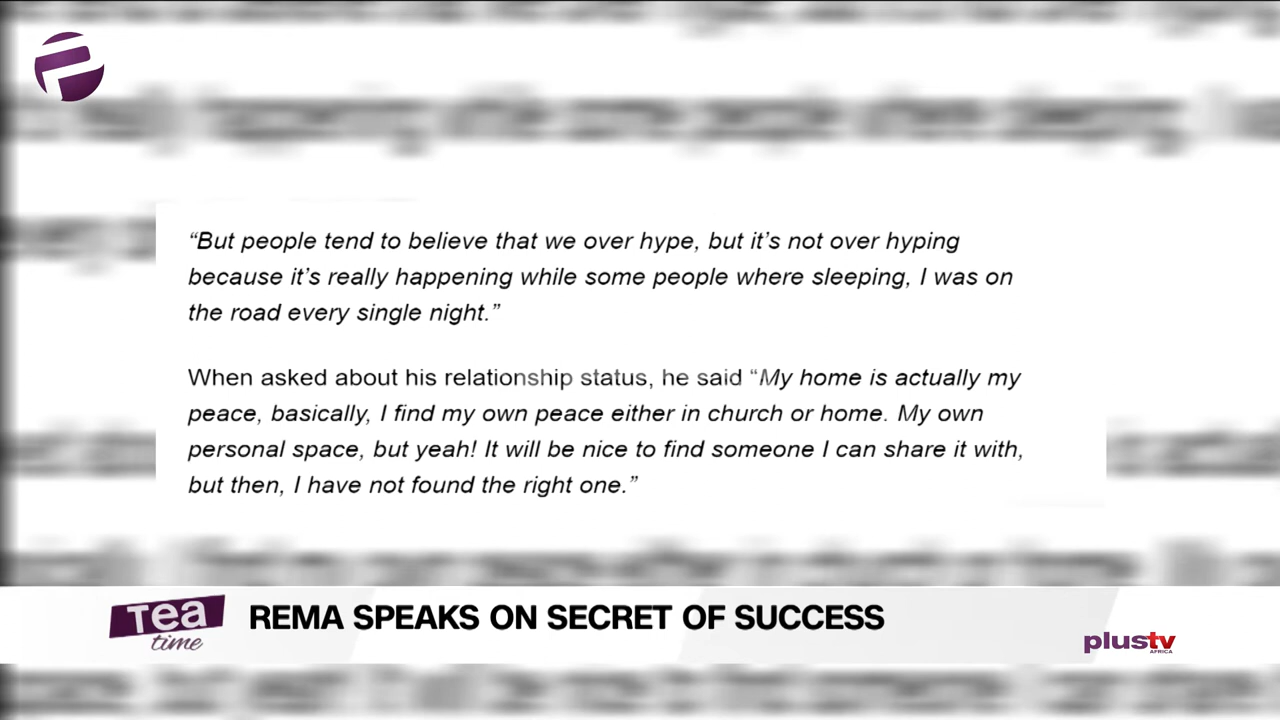 “But people tend to believe that we over hype, but it’s not over hyping
because it’s really happening while some people where sleeping, I was on
the road every single night.”
When asked about his relationship status, he said “My home is actually my
peace, basically, I find my own peace either in church or home. My own
personal space, but yeah! It will be nice to find someone I can share it with,
but then, I have not found the right one.”
Tea
time
REMA SPEAKS ON SECRET OF SUCCESS
plustv
AFRICA